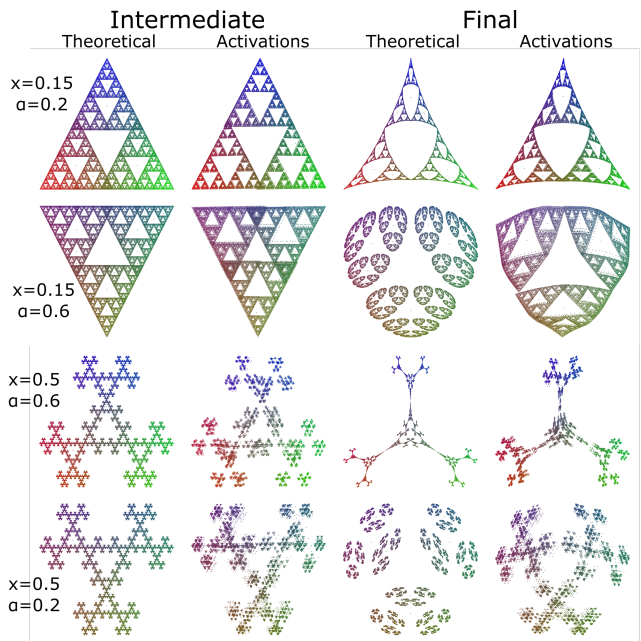 Intermediate Final
Theoretical Activations Theoretical Activations
x=0.15
α=0.2
x=0.15
α=0.6
x=0.5
α=0.6
x=0.5
α=0.2